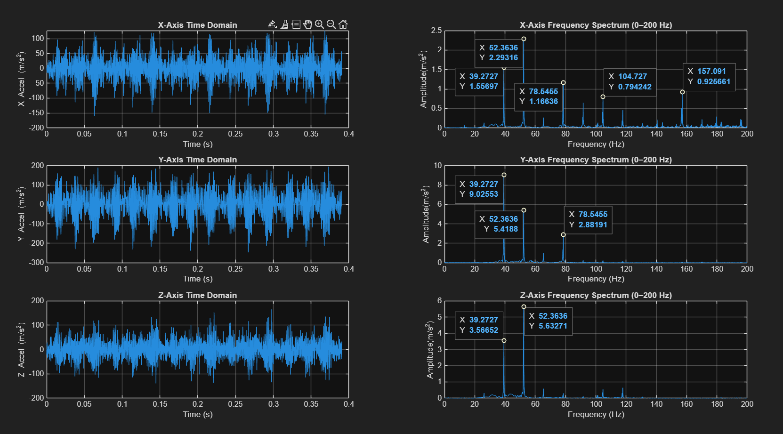 X-Axis Time Domain
X Accel (m/s²)
100
50
0
-50
-100
-150
-200
0 0.05 0.1 0.15 0.2 0.25 0.3 0.35 0.4
Time (s)
X-Axis Frequency Spectrum (0–200 Hz)
Amplitude(m/s²)
2.5
2
1.5
1
0.5
0
X 52.3636
Y 2.29316
X 39.2727
Y 1.55697
X 78.5455
Y 1.16636
X 104.727
Y 0.794242
X 157.091
Y 0.925661
0 20 40 60 80 100 120 140 160 180 200
Frequency (Hz)
Y-Axis Time Domain
Y Accel (m/s²)
200
100
0
-100
-200
-300
0 0.05 0.1 0.15 0.2 0.25 0.3 0.35 0.4
Time (s)
Y-Axis Frequency Spectrum (0–200 Hz)
Amplitude(m/s²)
10
8
6
4
2
0
X 39.2727
Y 9.02553
X 52.3636
Y 5.4188
X 78.5455
Y 2.88191
0 20 40 60 80 100 120 140 160 180 200
Frequency (Hz)
Z-Axis Time Domain
Z Accel (m/s²)
200
100
0
-100
200
0 0.05 0.1 0.15 0.2 0.25 0.3 0.35 0.4
Time (s)
Z-Axis Frequency Spectrum (0–200 Hz)
Amplitude(m/s²)
6
5
4
3
2
1
0
X 39.2727
Y 3.56652
X 52.3636
Y 5.63271
0 20 40 60 80 100 120 140 160 180 200
Frequency (Hz)